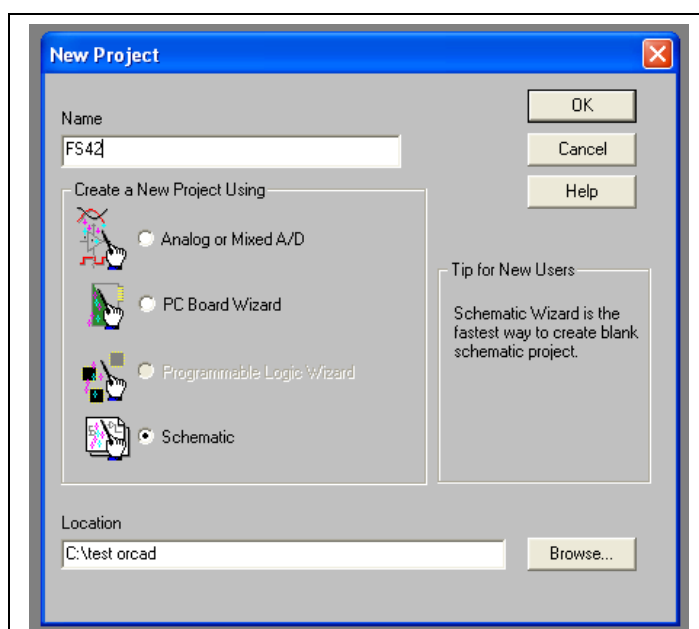 New Project
Name
FS42
OK
Cancel
Help
Create a New Project Using
Analog or Mixed A/D
PC Board Wizard
Programmable Logic Wizard
Schematic
Tip for New Users
Schematic Wizard is the
fastest way to create blank
schematic project.
Location
C:\test orcad
Browse...